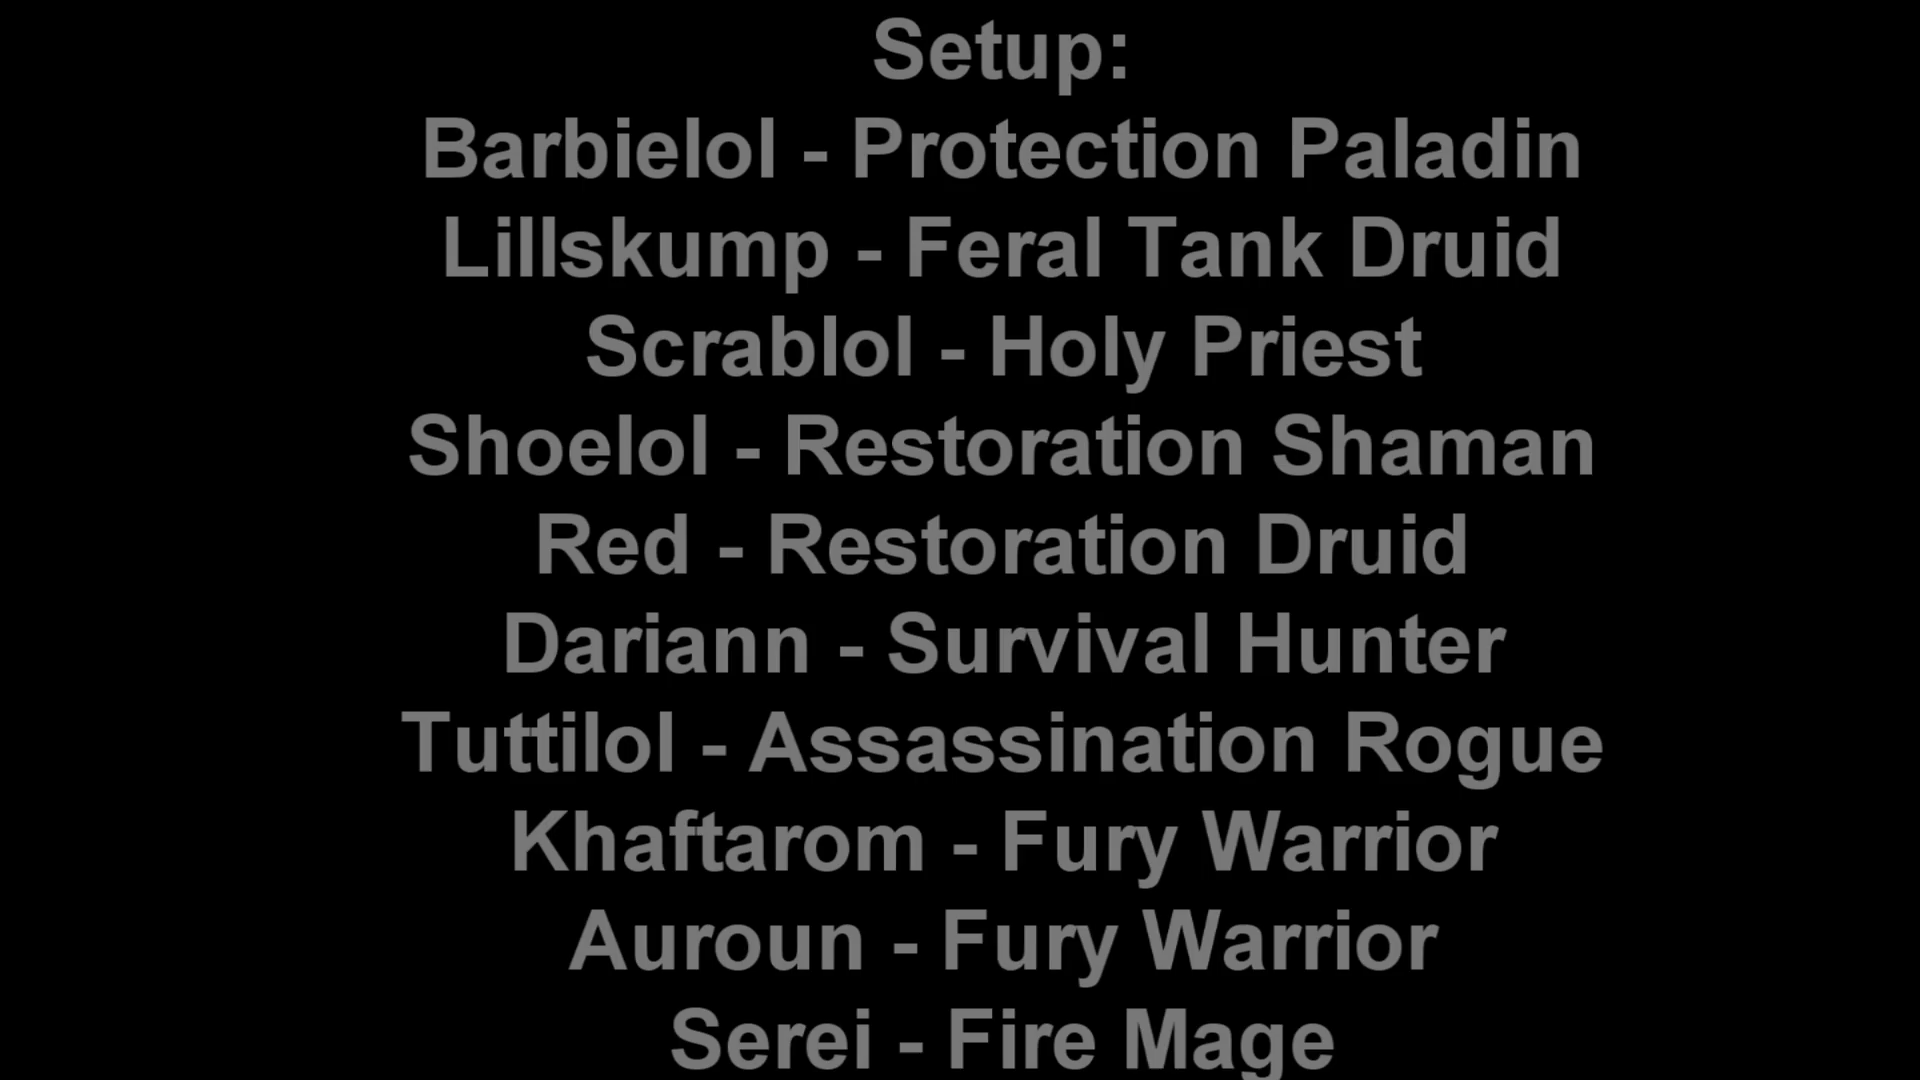 Setup:
Barbielol - Protection Paladin
Lillskump - Feral Tank Druid
Scrablol - Holy Priest
Shoelol - Restoration Shaman
Red - Restoration Druid
Dariann - Survival Hunter
Tuttilol - Assassination Rogue
Khaftarom - Fury Warrior
Auroun - Fury Warrior
Serei - Fire Mage